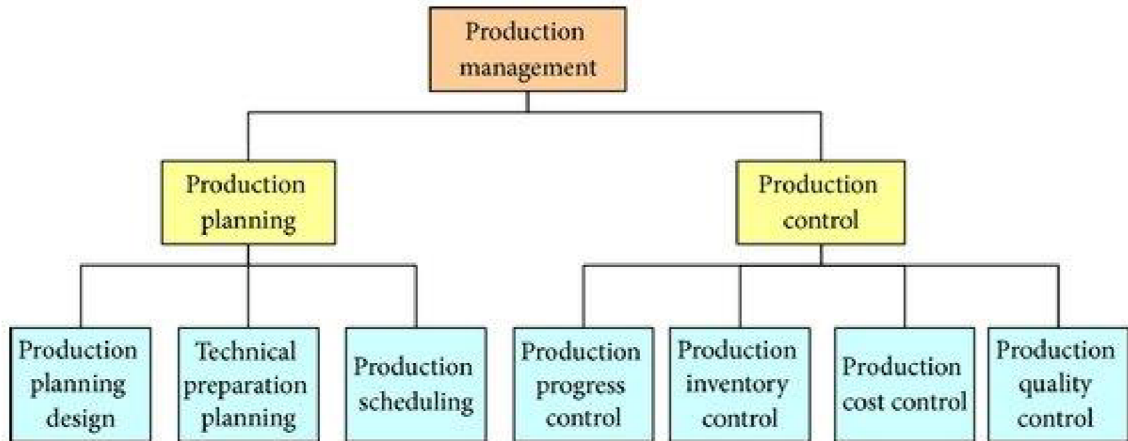 Production
management
Production
planning
Production
control
Production
planning
design
Technical
preparation
planning
Production
scheduling
Production
progress
control
Production
inventory
control
Production
cost control
Production
quality
control